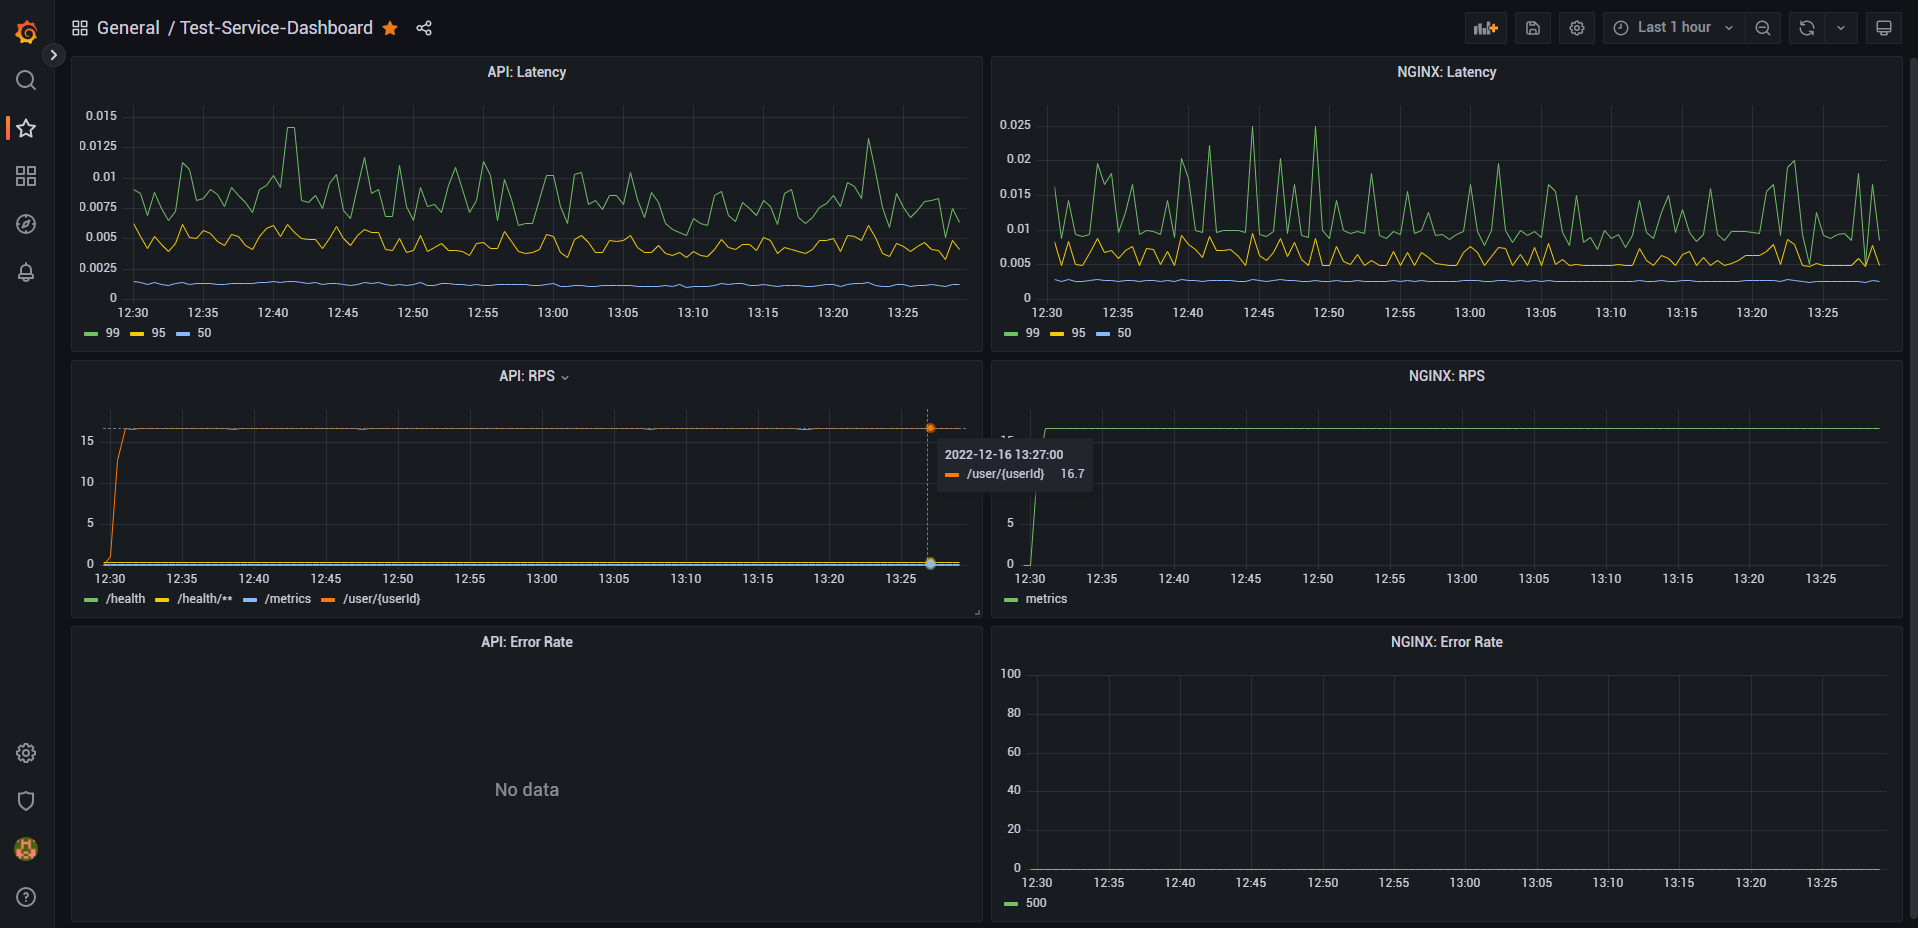 General / Test-Service-Dashboard
Last 1 hour
API: Latency
0.015
0.0125
0.01
0.0075
0.005
0.0025
0
12:30 12:35 12:40 12:45 12:50 12:55 13:00 13:05 13:10 13:15 13:20 13:25
99 95 50
NGINX: Latency
0.025
0.02
0.015
0.01
0.005
0
12:30 12:35 12:40 12:45 12:50 12:55 13:00 13:05 13:10 13:15 13:20 13:25
99 95 50
API: RPS
15
10
5
0
12:30 12:35 12:40 12:45 12:50 12:55 13:00 13:05 13:10 13:15 13:20 13:25
/health /health/** /metrics /user/{userId}
2022-12-16 13:27:00
/user/{userId} 16.7
NGINX: RPS
5
0
12:30 12:35 12:40 12:45 12:50 12:55 13:00 13:05 13:10 13:15 13:20 13:25
metrics
API: Error Rate
No data
NGINX: Error Rate
100
80
60
40
20
0
12:30 12:35 12:40 12:45 12:50 12:55 13:00 13:05 13:10 13:15 13:20 13:25
500